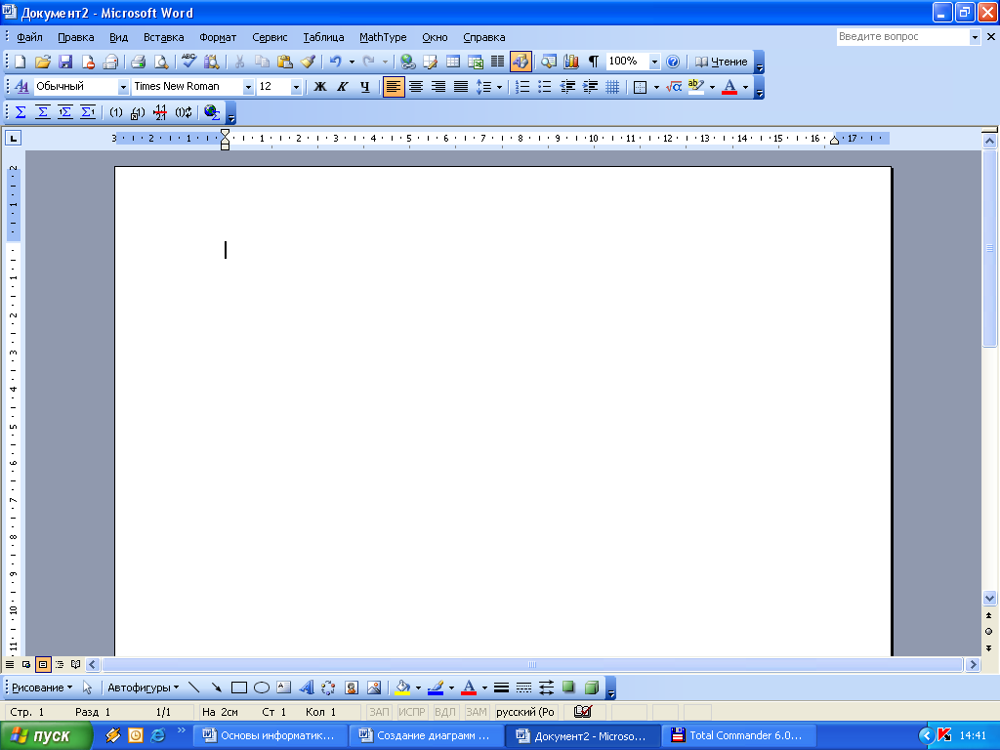 Документ2 - Microsoft Word
Файл Правка Вид Вставка Формат Сервис Таблица MathType Окно Справка Введите вопрос
100% Чтение
Обычный Times New Roman 12 Ж К Ч
(1) (1)
3 2 1 1 2 3 4 5 6 7 8 9 10 11 12 13 14 15 16 17
2
1
1
2
3
4
5
6
7
8
9
10
11
Рисование Автофигуры
Стр. 1 Разд 1 1/1 На 2см Ст 1 Кол 1 ЗАП ИСПР ВДЛ ЗАМ русский (Ро
пуск Основы информатик... Создание диаграмм ... Документ2 - Microso... Total Commander 6.0... 14:41